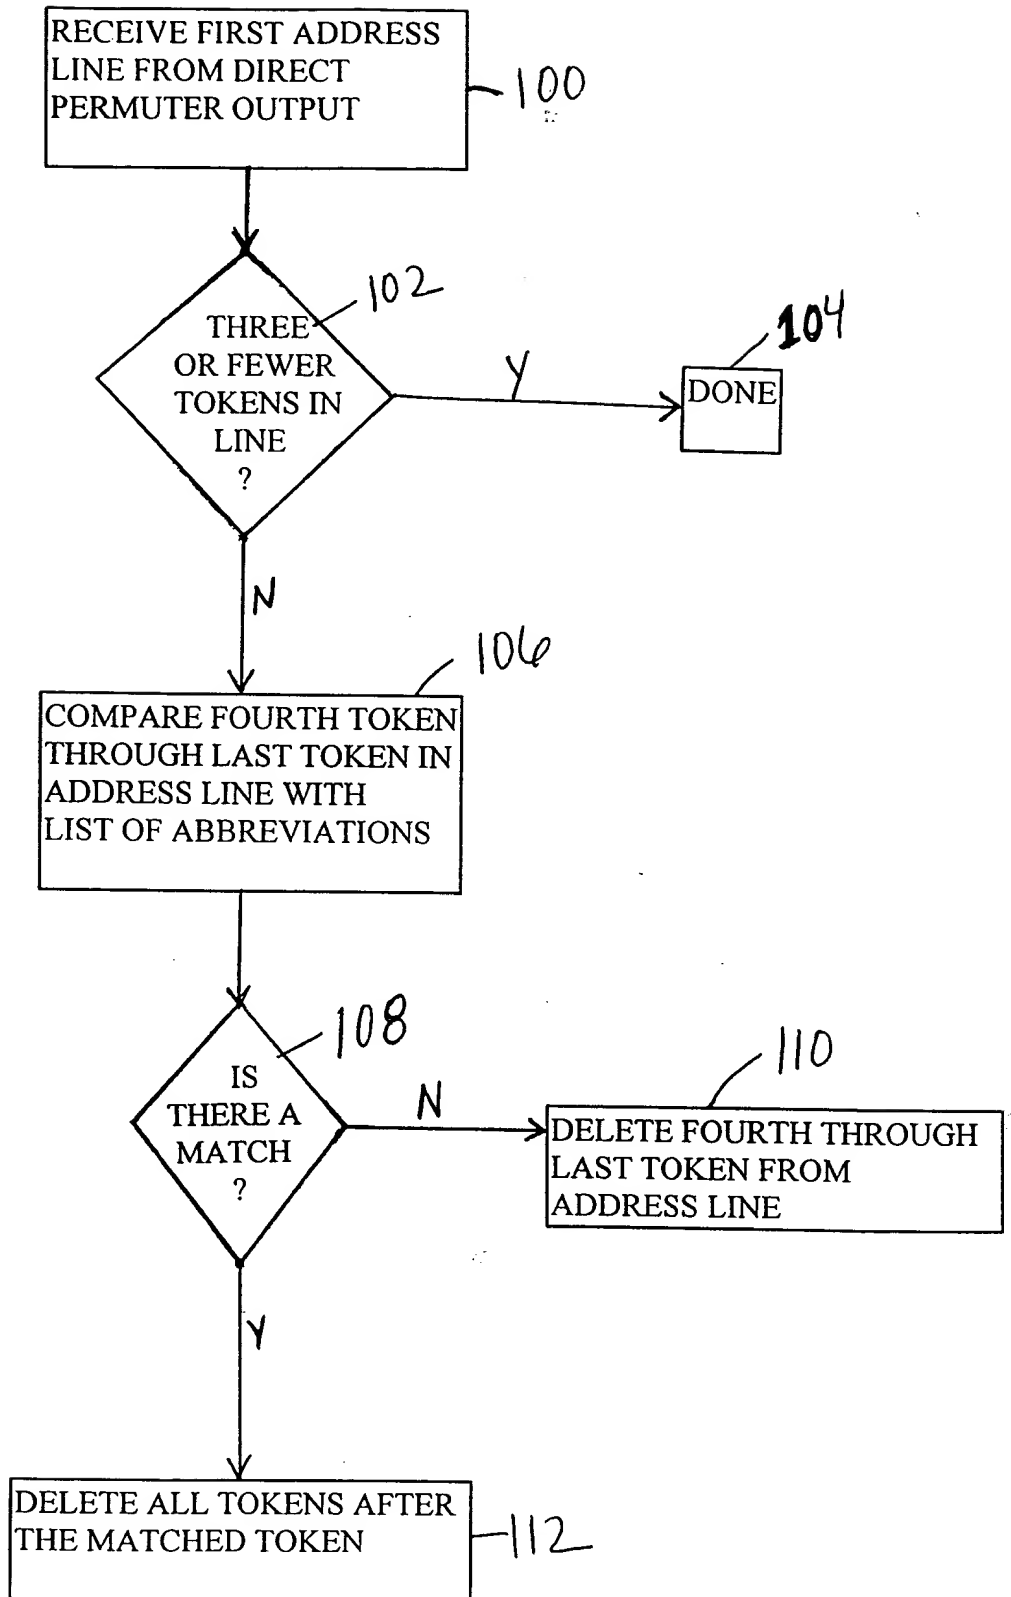 RECEIVE FIRST ADDRESS
LINE FROM DIRECT
PERMUTER OUTPUT
100
102
THREE
OR FEWER
TOKENS IN
LINE
?
Y
104
DONE
N
106
COMPARE FOURTH TOKEN
THROUGH LAST TOKEN IN
ADDRESS LINE WITH
LIST OF ABBREVIATIONS
108
IS
THERE A
MATCH
?
N
110
DELETE FOURTH THROUGH
LAST TOKEN FROM
ADDRESS LINE
Y
DELETE ALL TOKENS AFTER
THE MATCHED TOKEN
112